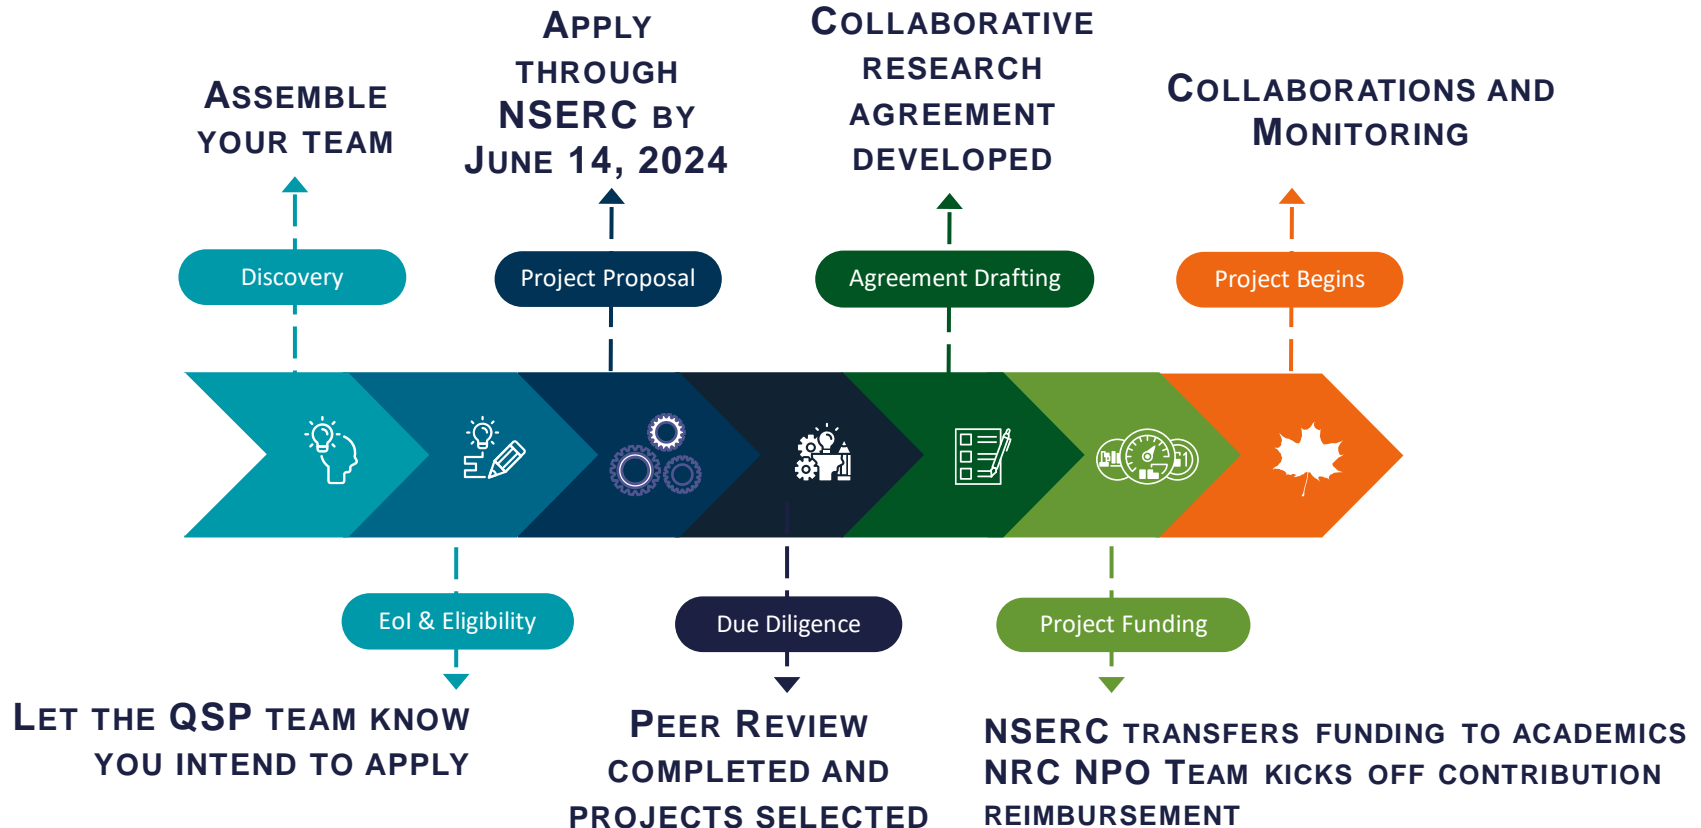 ASSEMBLE
YOUR TEAM
APPLY
THROUGH
NSERC BY
JUNE 14, 2024
COLLABORATIVE
RESEARCH
AGREEMENT
DEVELOPED
COLLABORATIONS AND
MONITORING
Discovery
Project Proposal
Agreement Drafting
Project Begins
EoI & Eligibility
Due Diligence
Project Funding
LET THE QSP TEAM KNOW
YOU INTEND TO APPLY
PEER REVIEW
COMPLETED AND
PROJECTS SELECTED
NSERC TRANSFERS FUNDING TO ACADEMICS
NRC NPO TEAM KICKS OFF CONTRIBUTION
REIMBURSEMENT